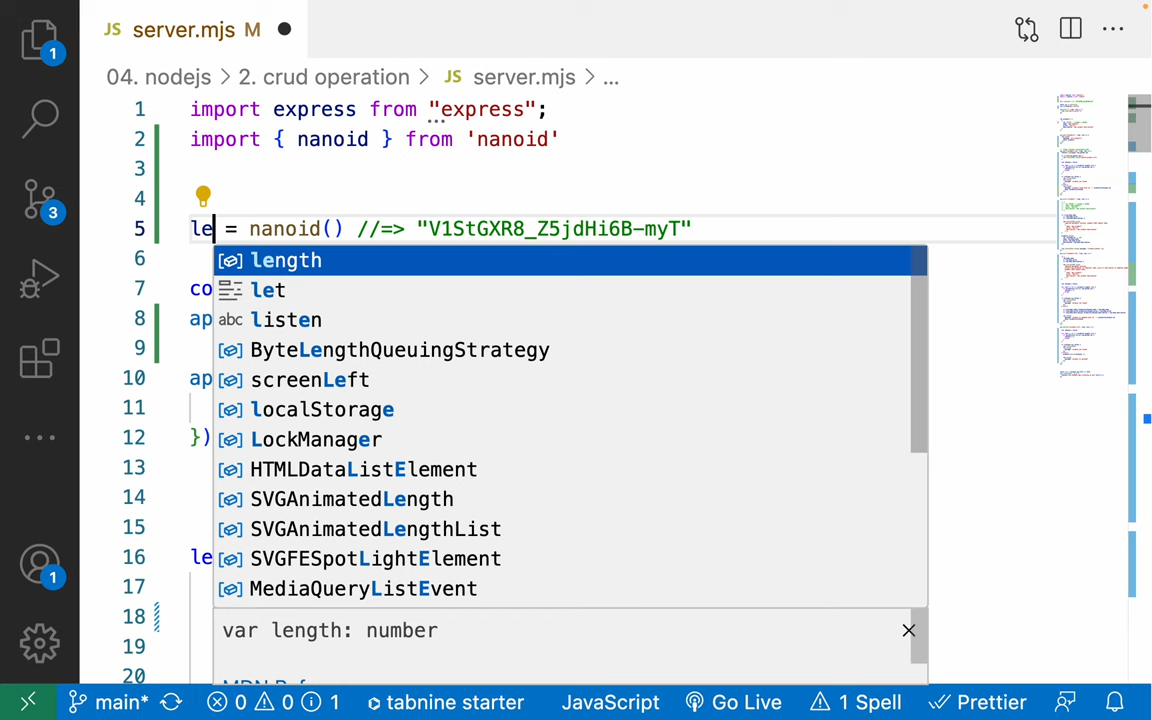 JS server.mjs M
04. nodejs > 2. crud operation > JS server.mjs > ...
1 import express from "express";
2 import { nanoid } from 'nanoid'
3
4
5 le = nanoid() //=> "V1StGXR8_Z5jdHi6B-myT"
6 length
7 co let
8 ap abc listen
9 ByteLengthQueuingStrategy
10 ap screenLeft
11 localStorage
12 }) LockManager
13 HTMLDataListElement
14 SVGAnimatedLength
15 SVGAnimatedLengthList
16 le SVGFESpotLightElement
17 MediaQueryListEvent
18 var length: number
19
20
1
3
1
main* 0 0 1 tabnine starter JavaScript Go Live 1 Spell Prettier